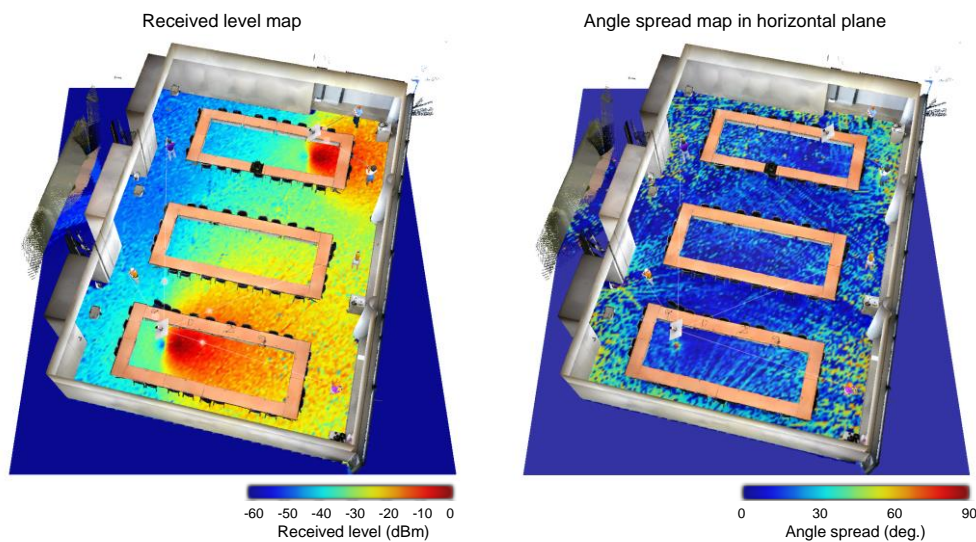 Received level map
Angle spread map in horizontal plane
-60 -50 -40 -30 -20 -10 0
Received level (dBm)
0 30 60 90
Angle spread (deg.)